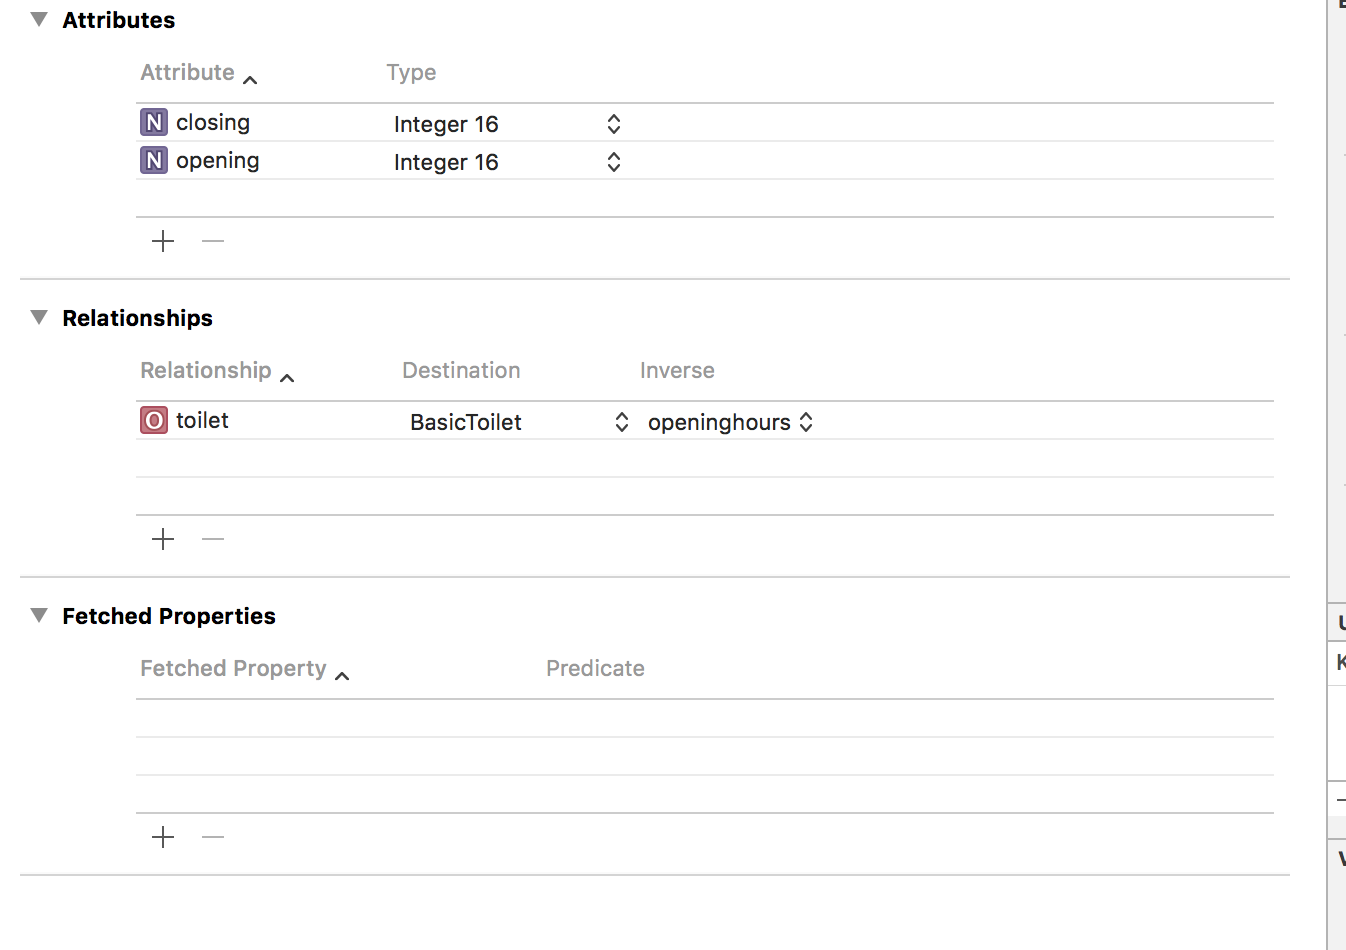 Attributes
Attribute Type
N closing Integer 16
N opening Integer 16
Relationships
Relationship Destination Inverse
O toilet BasicToilet openinghours
Fetched Properties
Fetched Property Predicate